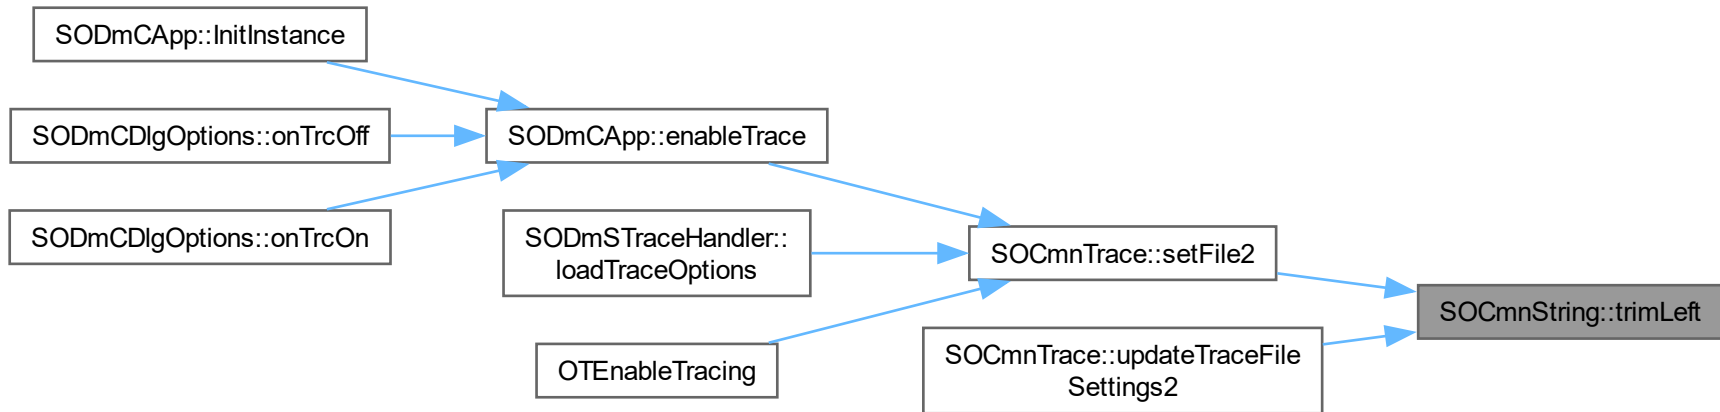 SODmCApp::InitInstance
SODmCDlgOptions::onTrcOff
SODmCDlgOptions::onTrcOn
SODmCApp::enableTrace
SODmSTraceHandler::
loadTraceOptions
OTEnableTracing
SOCmnTrace::setFile2
SOCmnTrace::updateTraceFile
Settings2
SOCmnString::trimLeft